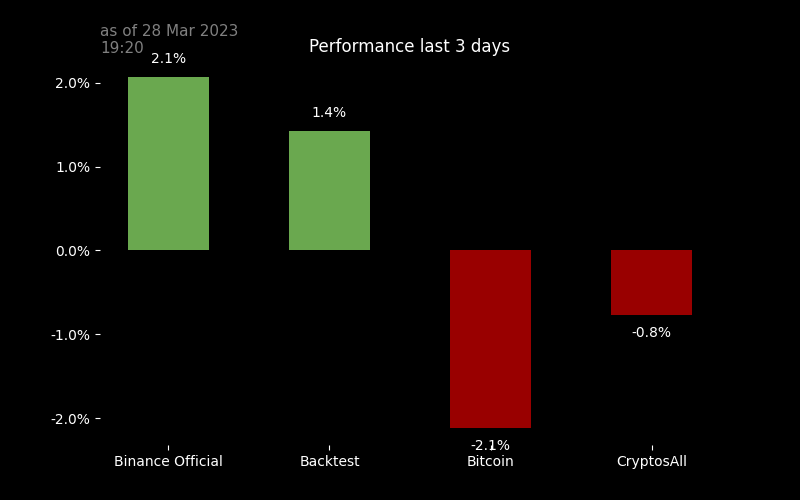 as of 28 Mar 2023
19:20
Performance last 3 days
2.1%
2.0%
1.4%
1.0%
0.0%
-1.0%
-0.8%
-2.0%
-2.1%
Binance Official
Backtest
Bitcoin
CryptosAll